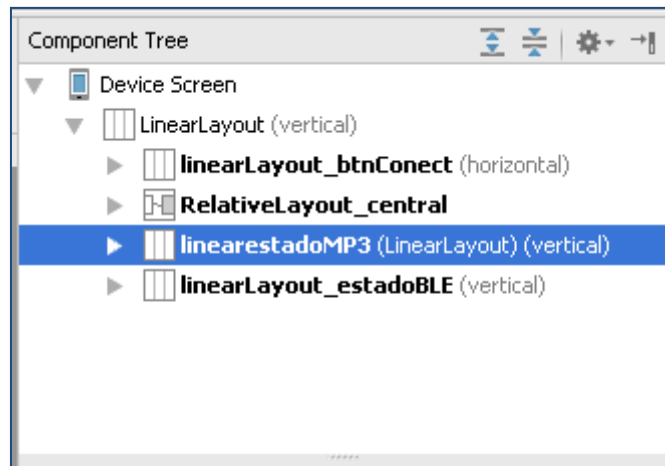 Component Tree
Device Screen
LinearLayout (vertical)
linearLayout_btnConect (horizontal)
RelativeLayout_central
linearestadoMP3 (LinearLayout) (vertical)
linearLayout_estadoBLE (vertical)